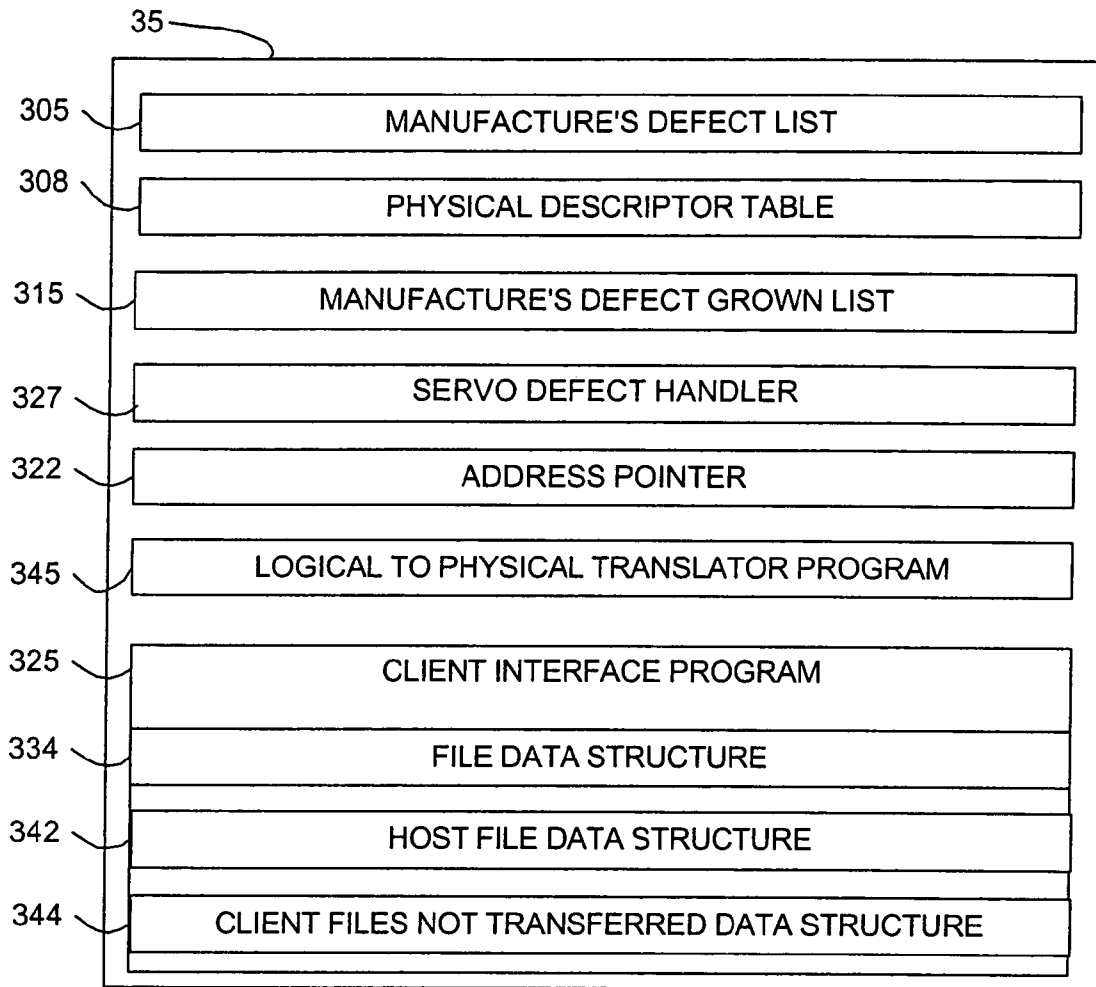 35
305 MANUFACTURE'S DEFECT LIST
308 PHYSICAL DESCRIPTOR TABLE
315 MANUFACTURE'S DEFECT GROWN LIST
327 SERVO DEFECT HANDLER
322 ADDRESS POINTER
345 LOGICAL TO PHYSICAL TRANSLATOR PROGRAM
325 CLIENT INTERFACE PROGRAM
334 FILE DATA STRUCTURE
342 HOST FILE DATA STRUCTURE
344 CLIENT FILES NOT TRANSFERRED DATA STRUCTURE